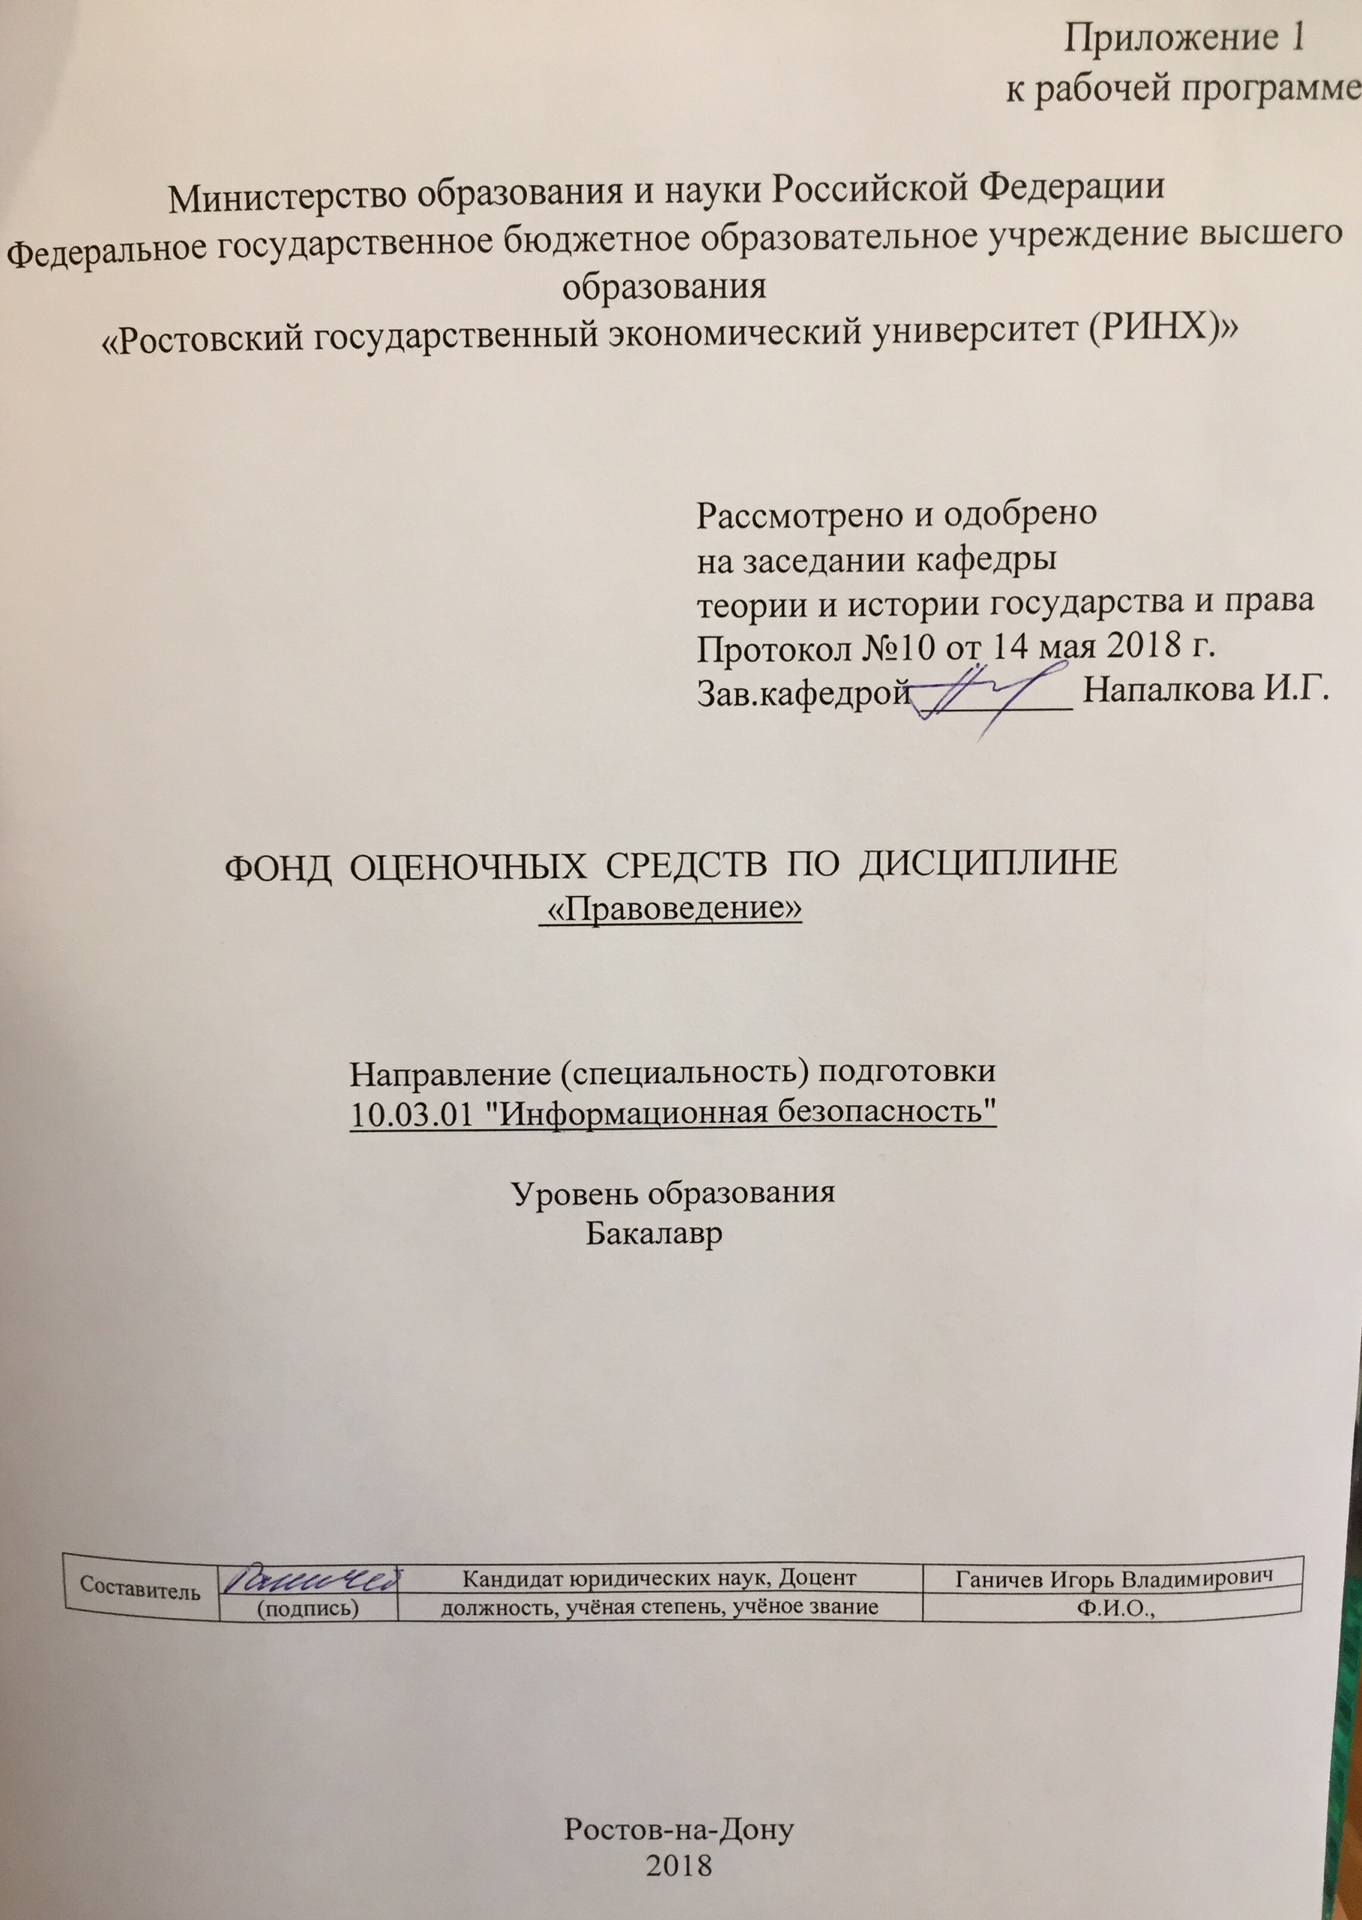 Приложение 1
к рабочей программе
Министерство образования и науки Российской Федерации
Федеральное государственное бюджетное образовательное учреждение высшего
образования
«Ростовский государственный экономический университет (РИНХ)»
Рассмотрено и одобрено
на заседании кафедры
теории и истории государства и права
Протокол №10 от 14 мая 2018 г.
Зав.кафедрой ________ Напалкова И.Г.
ФОНД ОЦЕНОЧНЫХ СРЕДСТВ ПО ДИСЦИПЛИНЕ
«Правоведение»
Направление (специальность) подготовки
10.03.01 "Информационная безопасность"
Уровень образования
Бакалавр
Составитель Ганичев Кандидат юридических наук, Доцент Ганичев Игорь Владимирович
(подпись) должность, учёная степень, учёное звание Ф.И.О.,
Ростов-на-Дону
2018